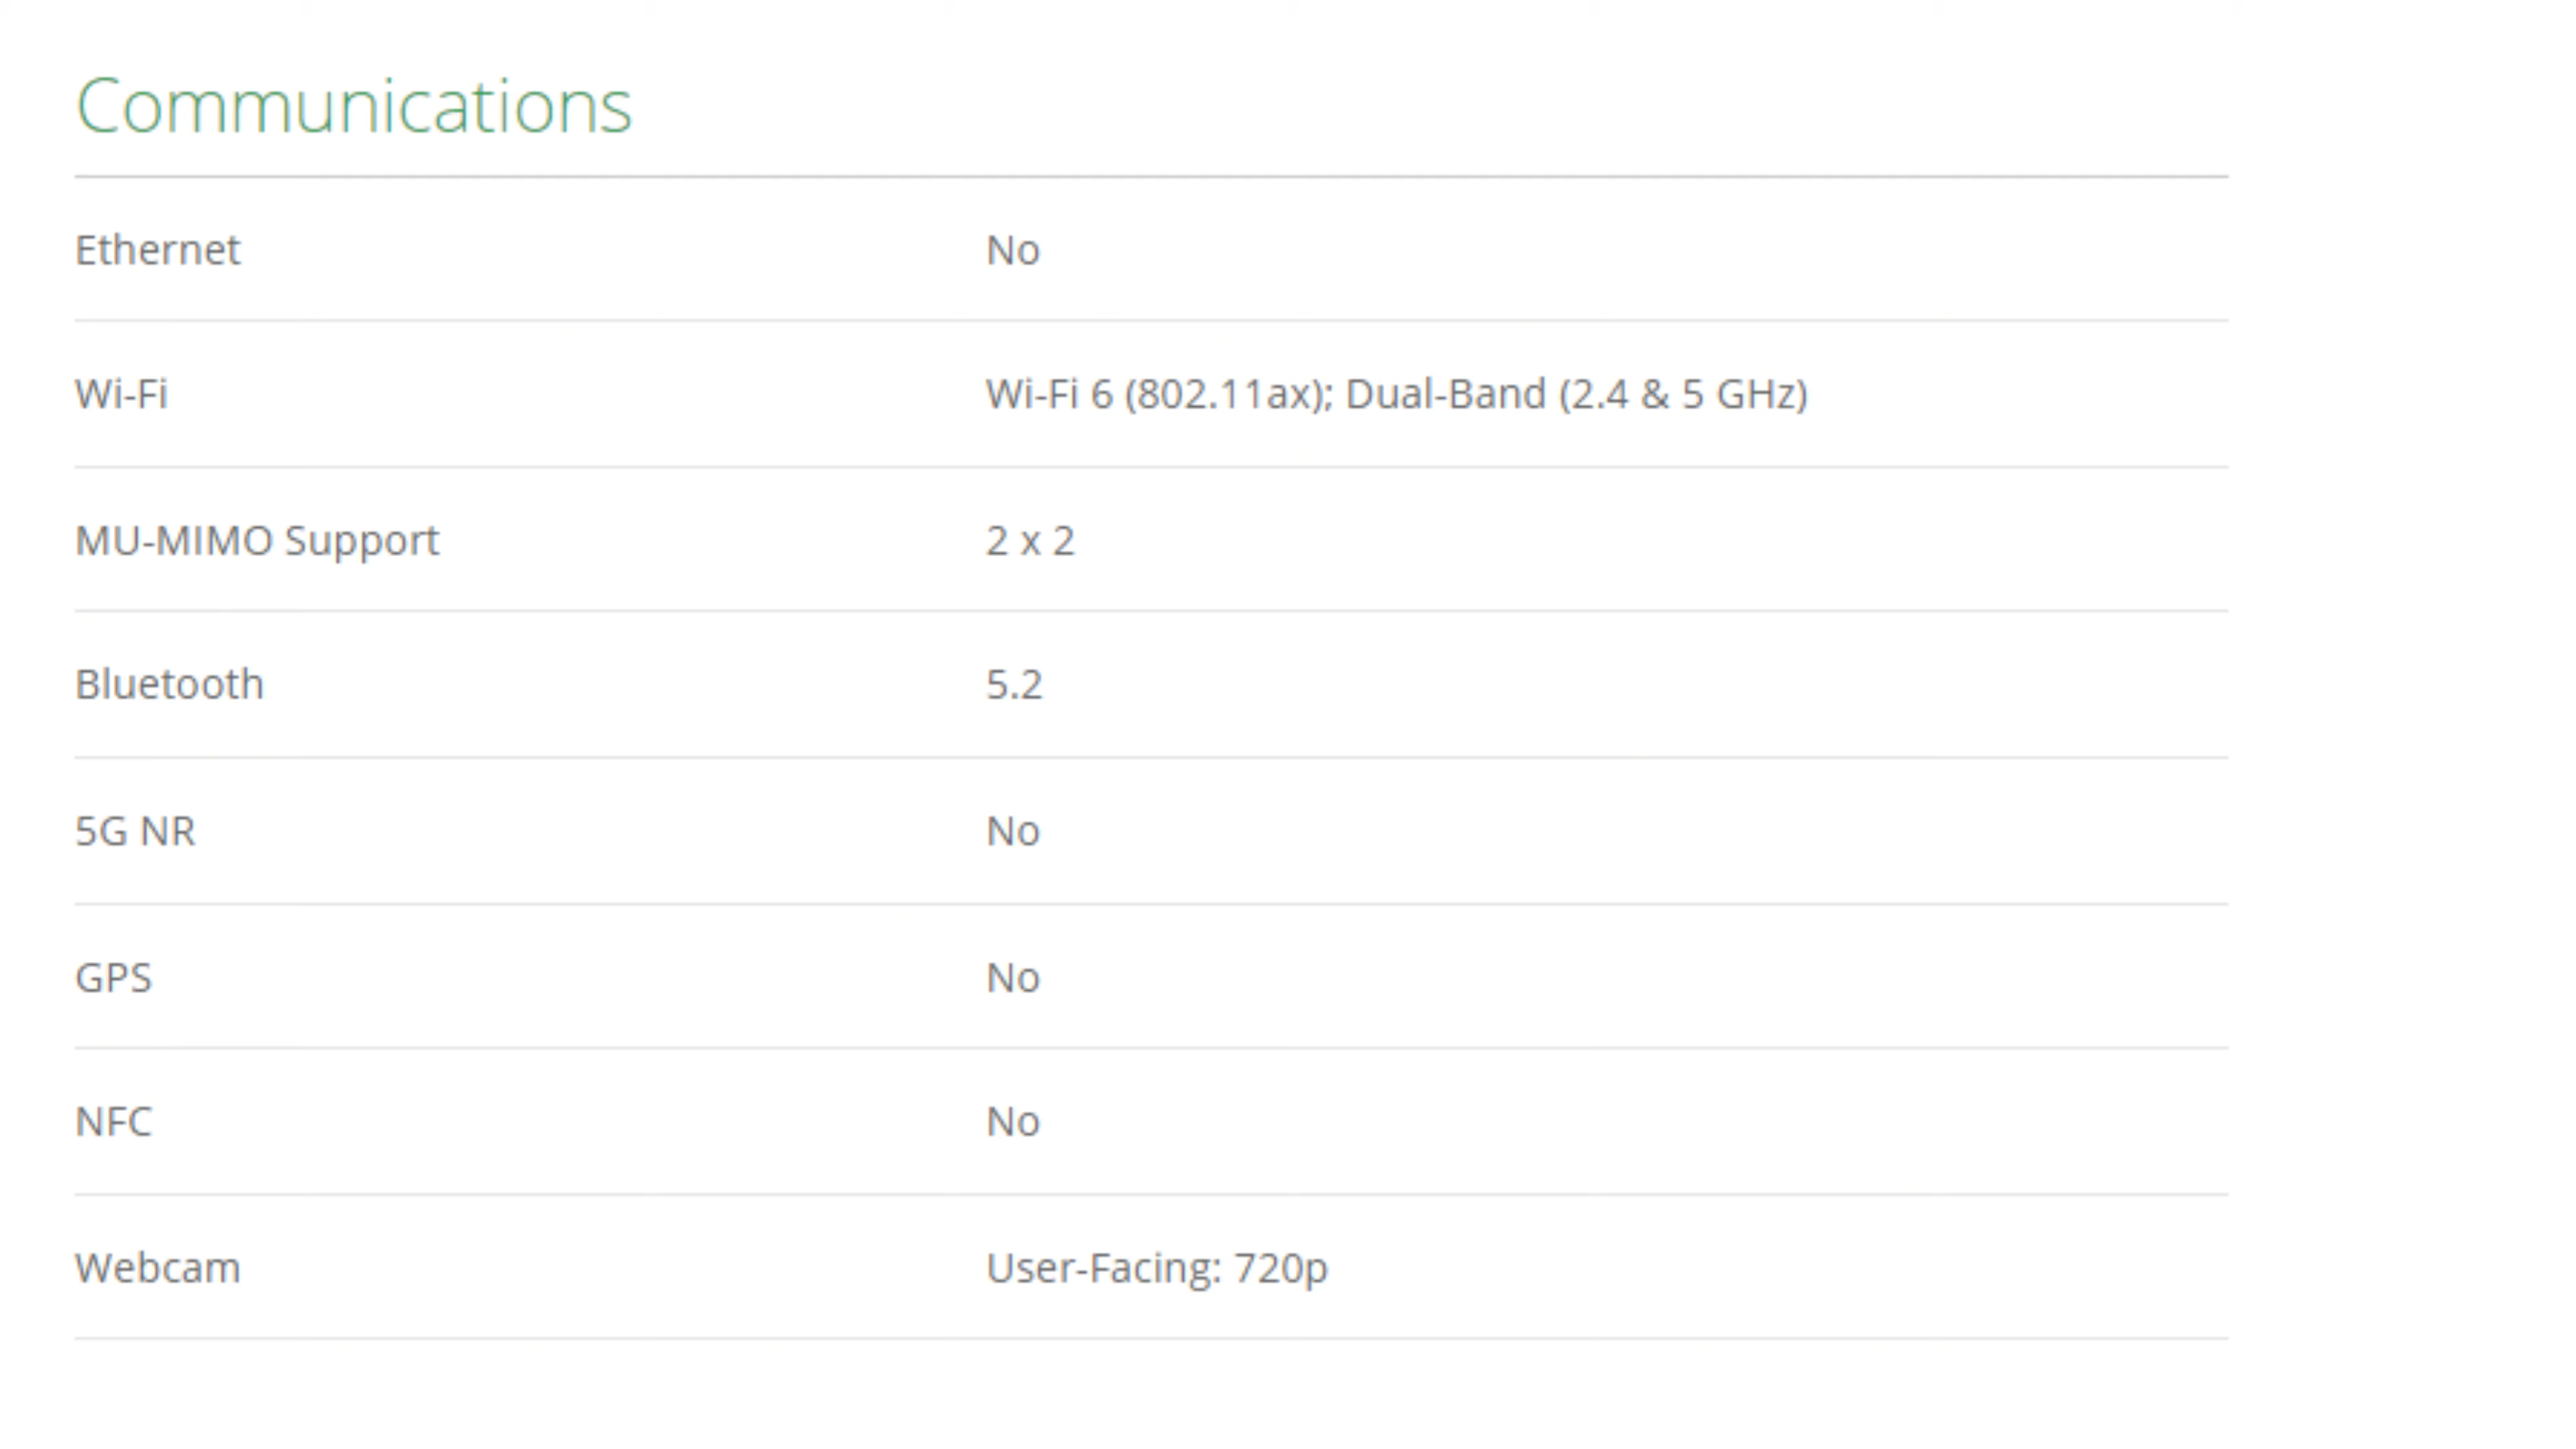 Communications
Ethernet No
Wi-Fi Wi-Fi 6 (802.11ax); Dual-Band (2.4 & 5 GHz)
MU-MIMO Support 2 x 2
Bluetooth 5.2
5G NR No
GPS No
NFC No
Webcam User-Facing: 720p